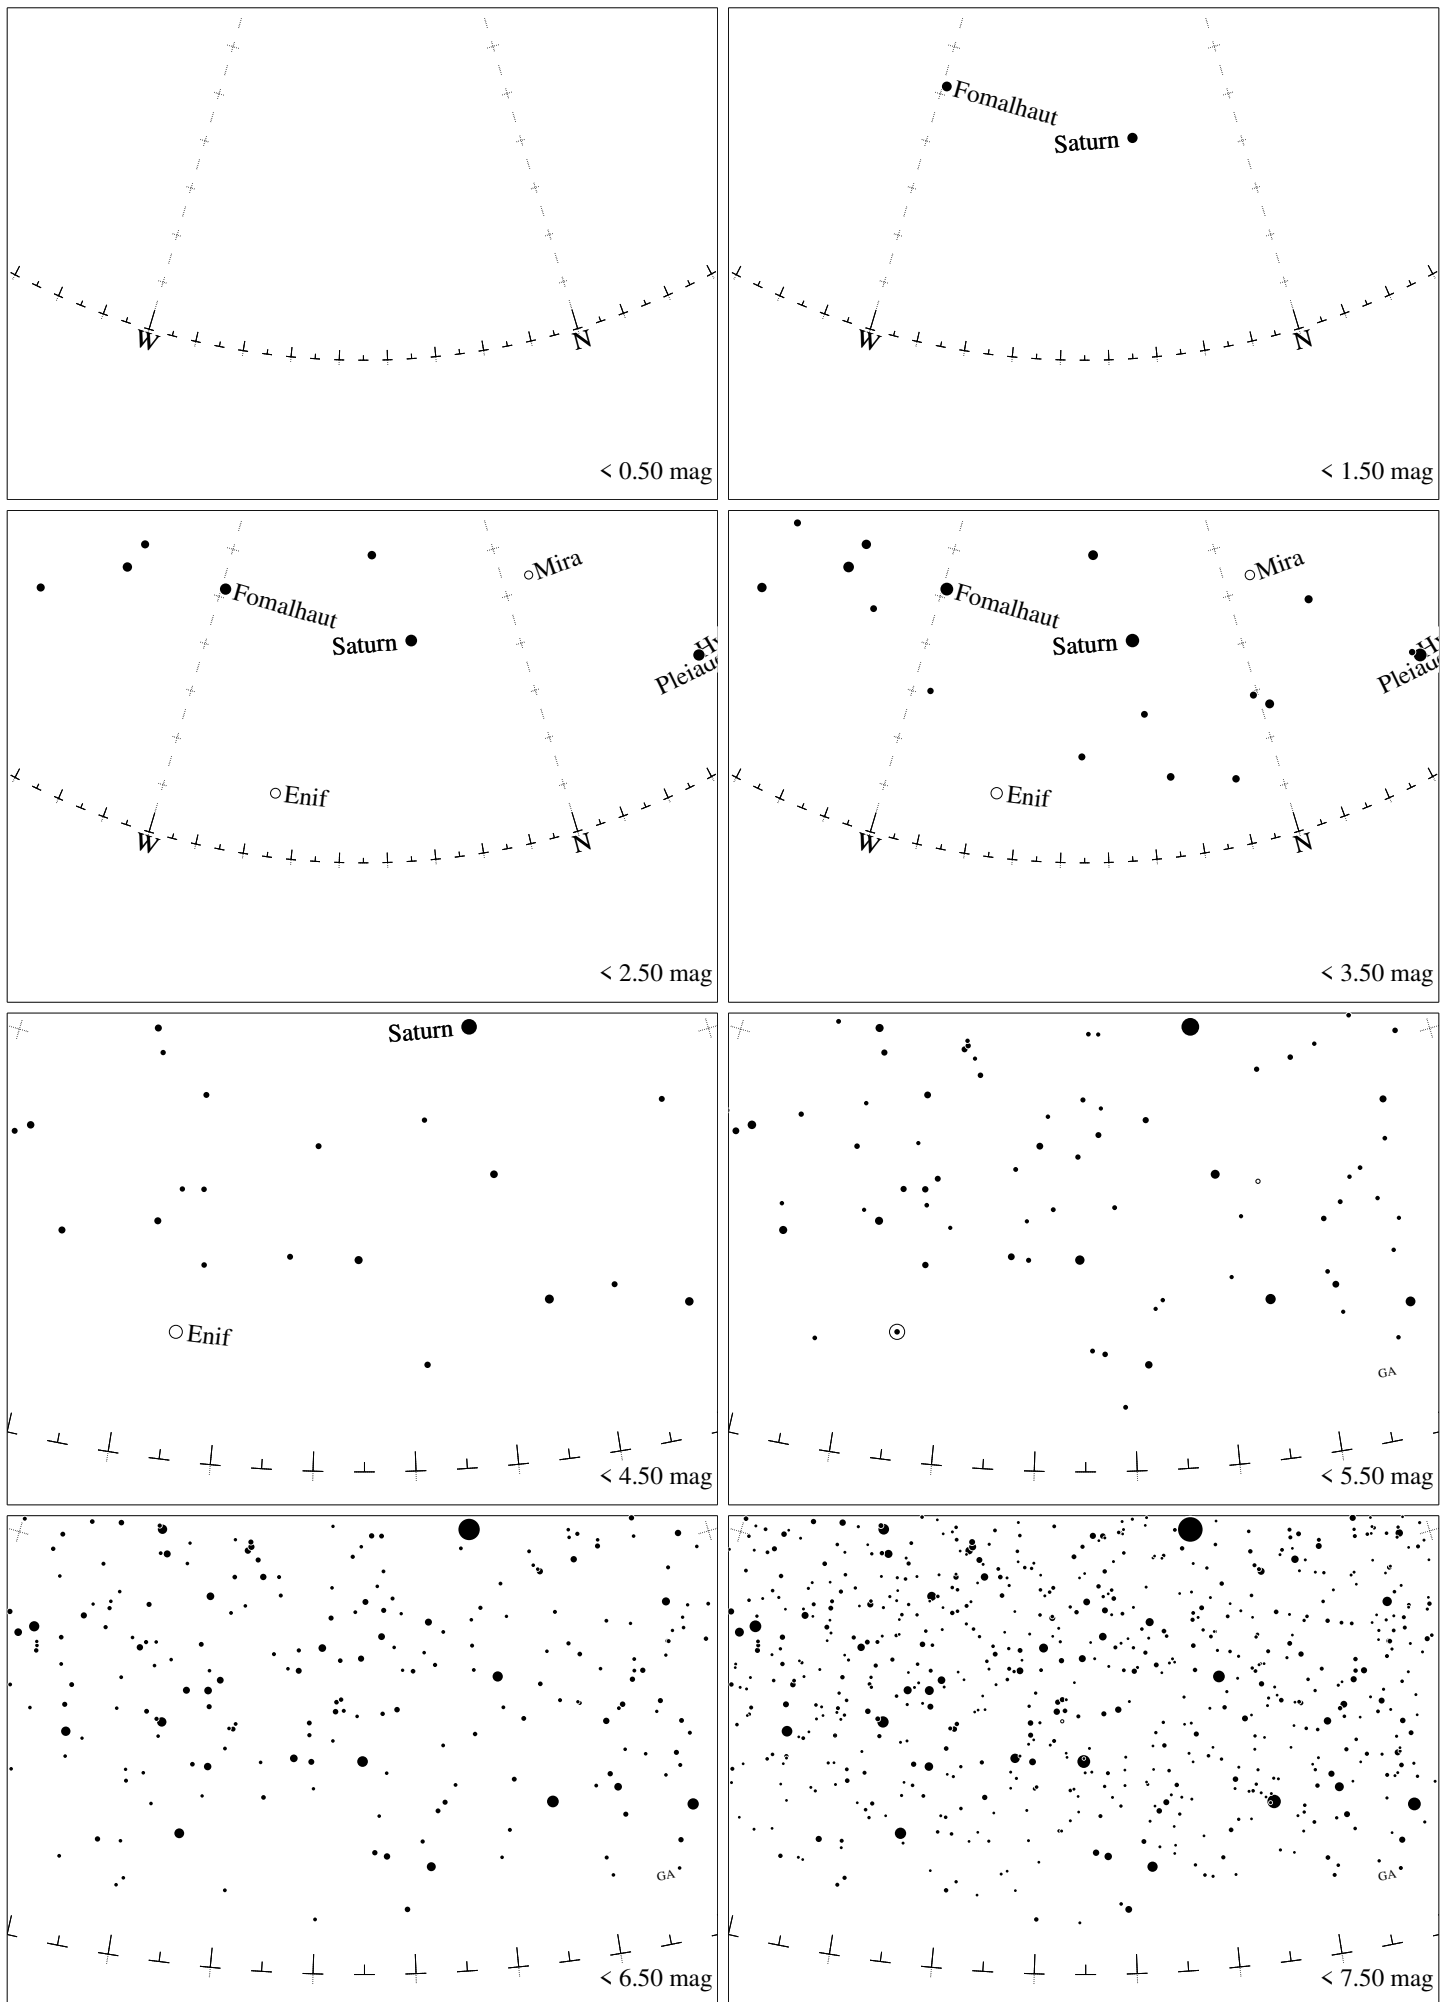 W
N
< 0.50 mag
Fomalhaut
Saturn
W
N
< 1.50 mag
Mira
Fomalhaut
Saturn
Enif
W
N
< 2.50 mag
Mira
Fomalhaut
Saturn
Enif
W
N
< 3.50 mag
Saturn
Enif
< 4.50 mag
GA
< 5.50 mag
GA
< 6.50 mag
GA
< 7.50 mag